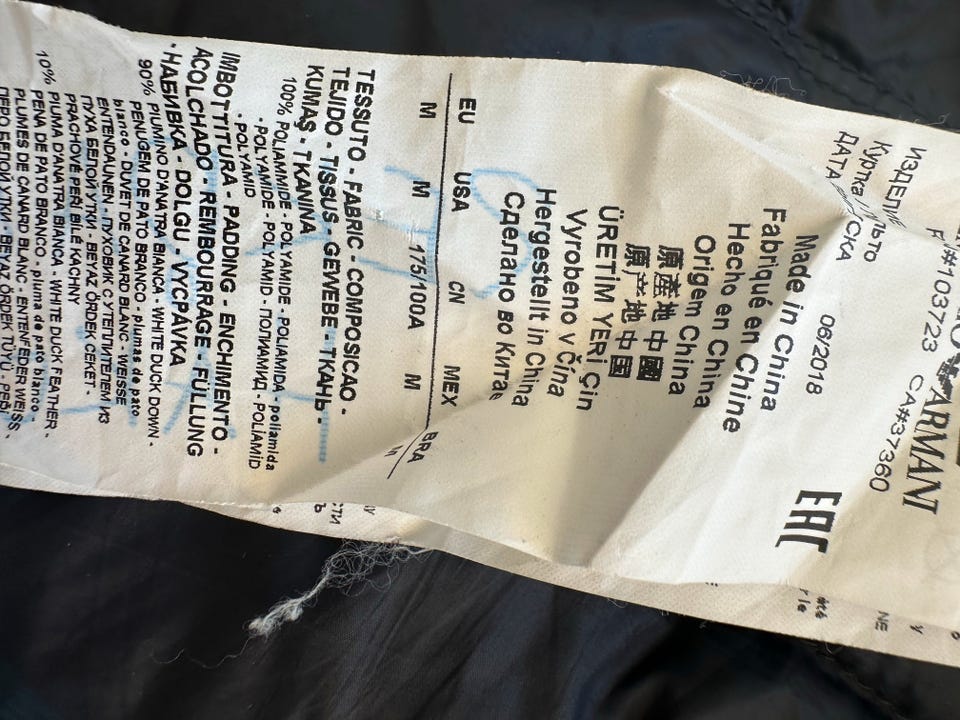 ARMANI
#103723 CA#37360
ИЗДЕЛИЕ
Куртка
ДАТА 06/2018
EAC
Made in China
Fabriqué en Chine
Hecho en China
Origem China
原產地中國
原产地中国
ÜRETİM YERİ Çin
Vyrobeno v Čína
Hergestellt in China
Сделано во Китае
EU USA CN MEX BRA
M M 175/100A M M
TESSUTO - FABRIC - COMPOSICAO -
TEJIDO - TISSUS - GEWEBE - ТКАНЬ -
KUMAŞ - TKANINA
100% POLIAMMIDE - POLYAMIDE - POLIAMIDA - poliamida
- POLYAMIDE - POLYAMID - ПОЛИАМИД - POLİAMİD
- POLYAMID
IMBOTTITURA - PADDING - ENCHIMENTO -
ACOLCHADO - REMBOURRAGE - FÜLLUNG
- НАБИВКА - DOLGU - VÝCPAVKA
90% PIUMINO D'ANATRA BIANCA - WHITE DUCK DOWN -
PENUGEM DE PATO BRANCO - plumas de pato
blanco - DUVET DE CANARD BLANC - WEISSE
ENTENDAUNEN - ПУХОВИК С УТЕПЛИТЕЛЕМ ИЗ
ПУХА БЕЛОЙ УТКИ - BEYAZ ÖRDEK CEKET -
PRACHOVÉ PEŘÍ BÍLÉ KACHNY
10% PIUMA D'ANATRA BIANCA - WHITE DUCK FEATHER -
PENA DE PATO BRANCO - pluma de pato blanco -
PLUMES DE CANARD BLANC - ENTENFEDER WEISS -
ПЕРО БЕЛОЙ УТКИ - BEYAZ ÖRDEK TÜYÜ - PEŘÍ